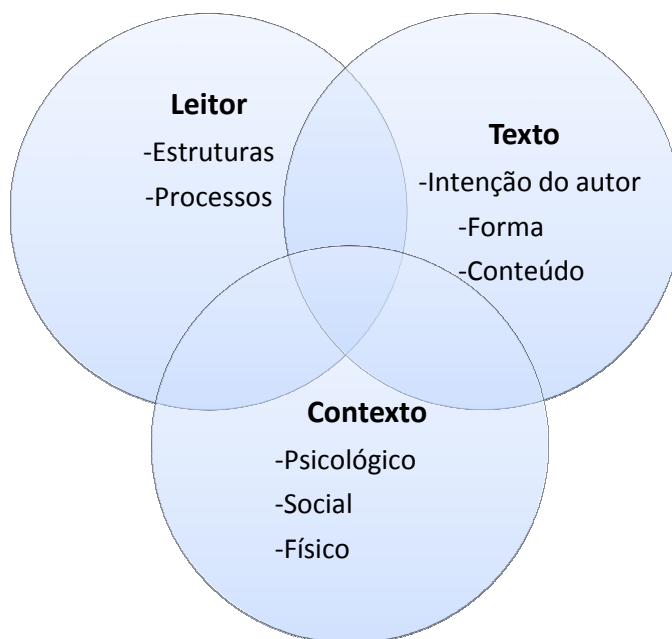 Leitor
-Estruturas
-Processos
Texto
-Intenção do autor
-Forma
-Conteúdo
Contexto
-Psicológico
-Social
-Físico